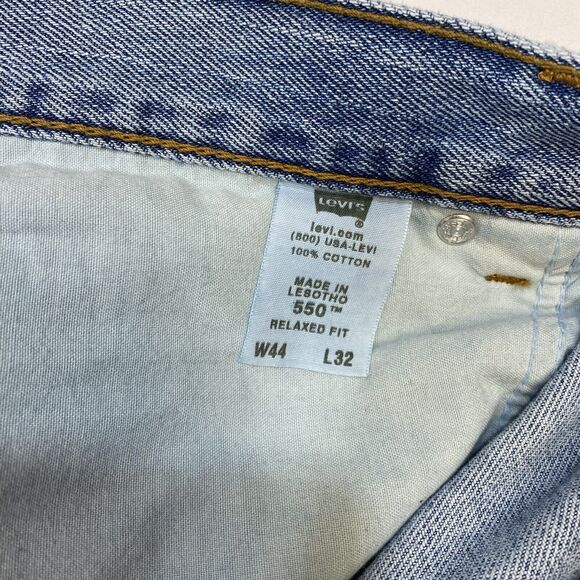 Levi's
®
levi.com
(800) USA-LEVI
100% COTTON
MADE IN
LESOTHO
550™
RELAXED FIT
W44 L32